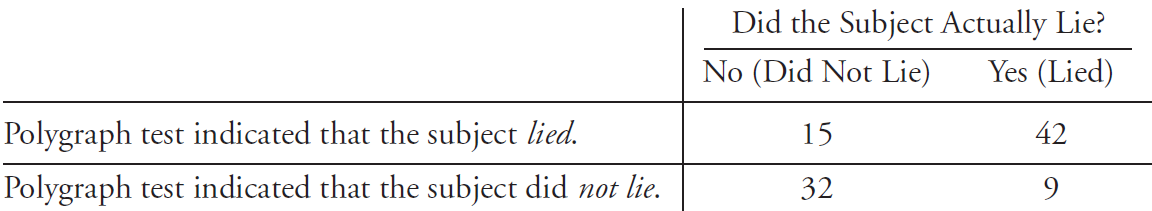 Did the Subject Actually Lie?
No (Did Not Lie) Yes (Lied)
Polygraph test indicated that the subject lied. 15 42
Polygraph test indicated that the subject did not lie. 32 9